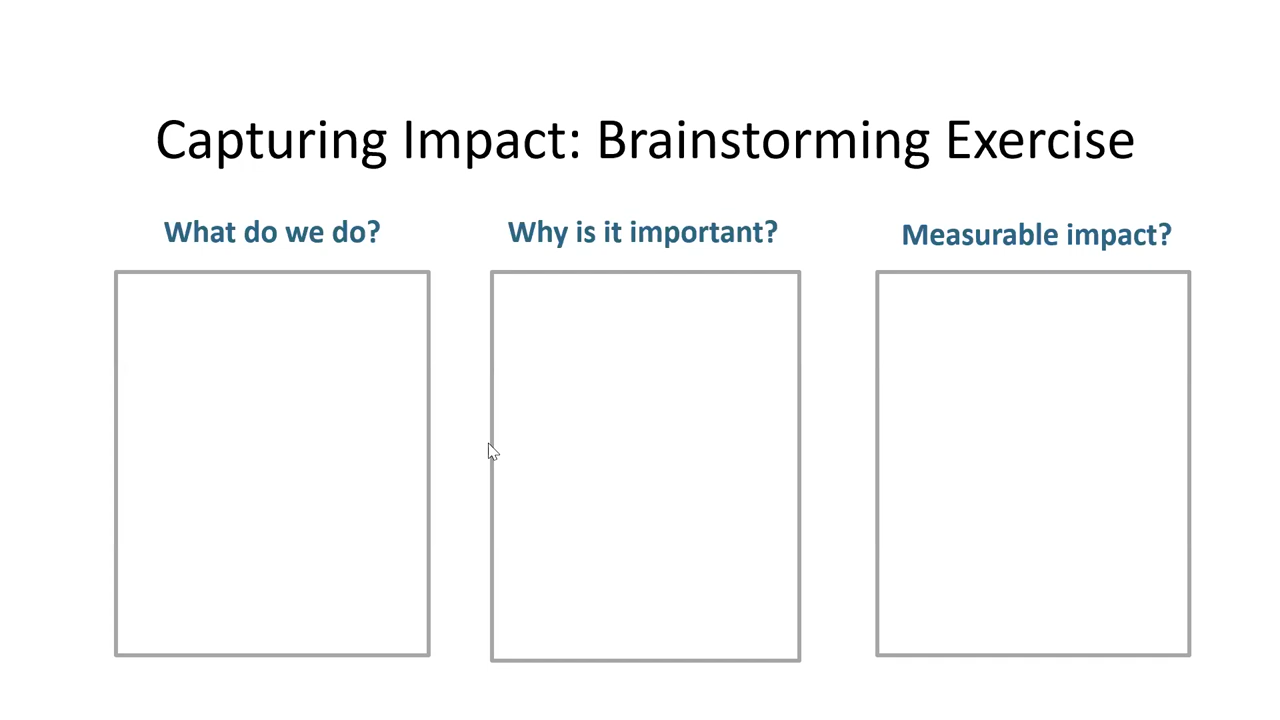 Capturing Impact: Brainstorming Exercise
What do we do?
Why is it important?
Measurable impact?